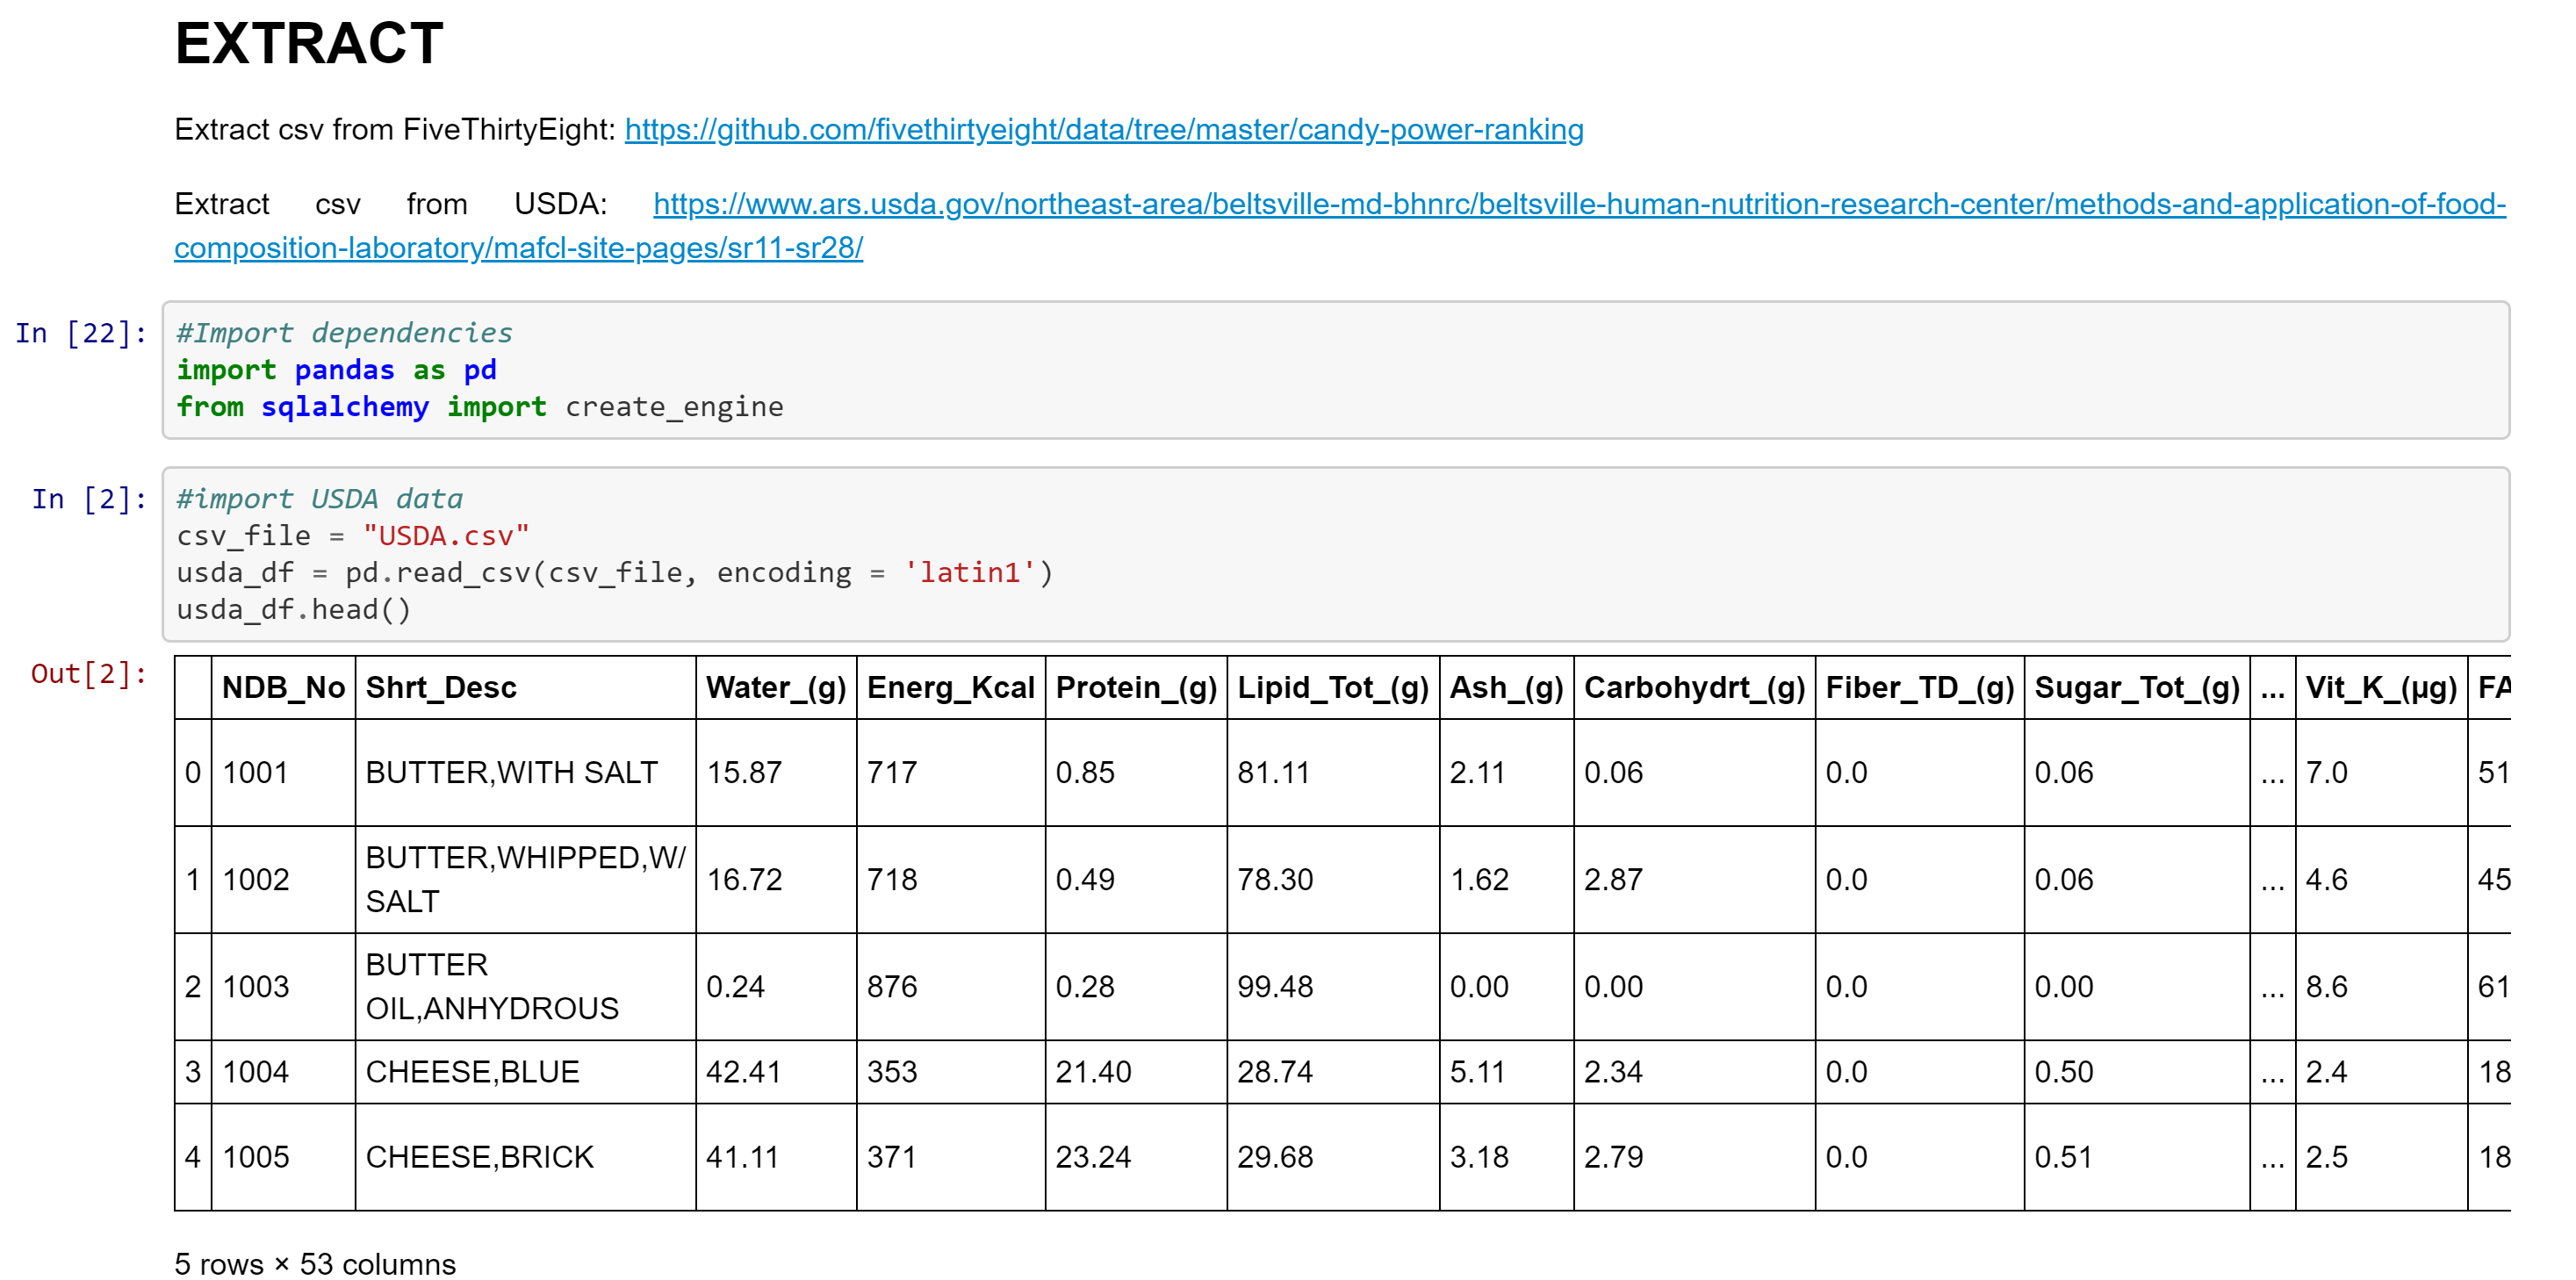 EXTRACT
Extract csv from FiveThirtyEight: https://github.com/fivethirtyeight/data/tree/master/candy-power-ranking
Extract csv from USDA: https://www.ars.usda.gov/northeast-area/beltsville-md-bhnrc/beltsville-human-nutrition-research-center/methods-and-application-of-food-
composition-laboratory/mafcl-site-pages/sr11-sr28/
In [22]: #Import dependencies
import pandas as pd
from sqlalchemy import create_engine
In [2]: #import USDA data
csv_file = "USDA.csv"
usda_df = pd.read_csv(csv_file, encoding = 'latin1')
usda_df.head()
Out[2]:
NDB_No Shrt_Desc Water_(g) Energ_Kcal Protein_(g) Lipid_Tot_(g) Ash_(g) Carbohydrt_(g) Fiber_TD_(g) Sugar_Tot_(g) ... Vit_K_(µg) FA
0 1001 BUTTER,WITH SALT 15.87 717 0.85 81.11 2.11 0.06 0.0 0.06 ... 7.0 51
1 1002 BUTTER,WHIPPED,W/ SALT 16.72 718 0.49 78.30 1.62 2.87 0.0 0.06 ... 4.6 45
2 1003 BUTTER OIL,ANHYDROUS 0.24 876 0.28 99.48 0.00 0.00 0.0 0.00 ... 8.6 61
3 1004 CHEESE,BLUE 42.41 353 21.40 28.74 5.11 2.34 0.0 0.50 ... 2.4 18
4 1005 CHEESE,BRICK 41.11 371 23.24 29.68 3.18 2.79 0.0 0.51 ... 2.5 18
5 rows × 53 columns